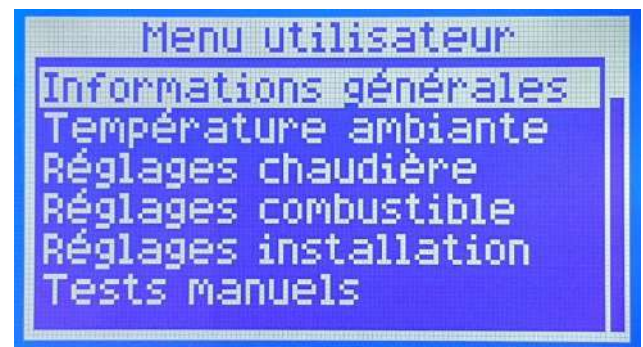 Menu utilisateur
Informations générales
Température ambiante
Réglages chaudière
Réglages combustible
Réglages installation
Tests manuels